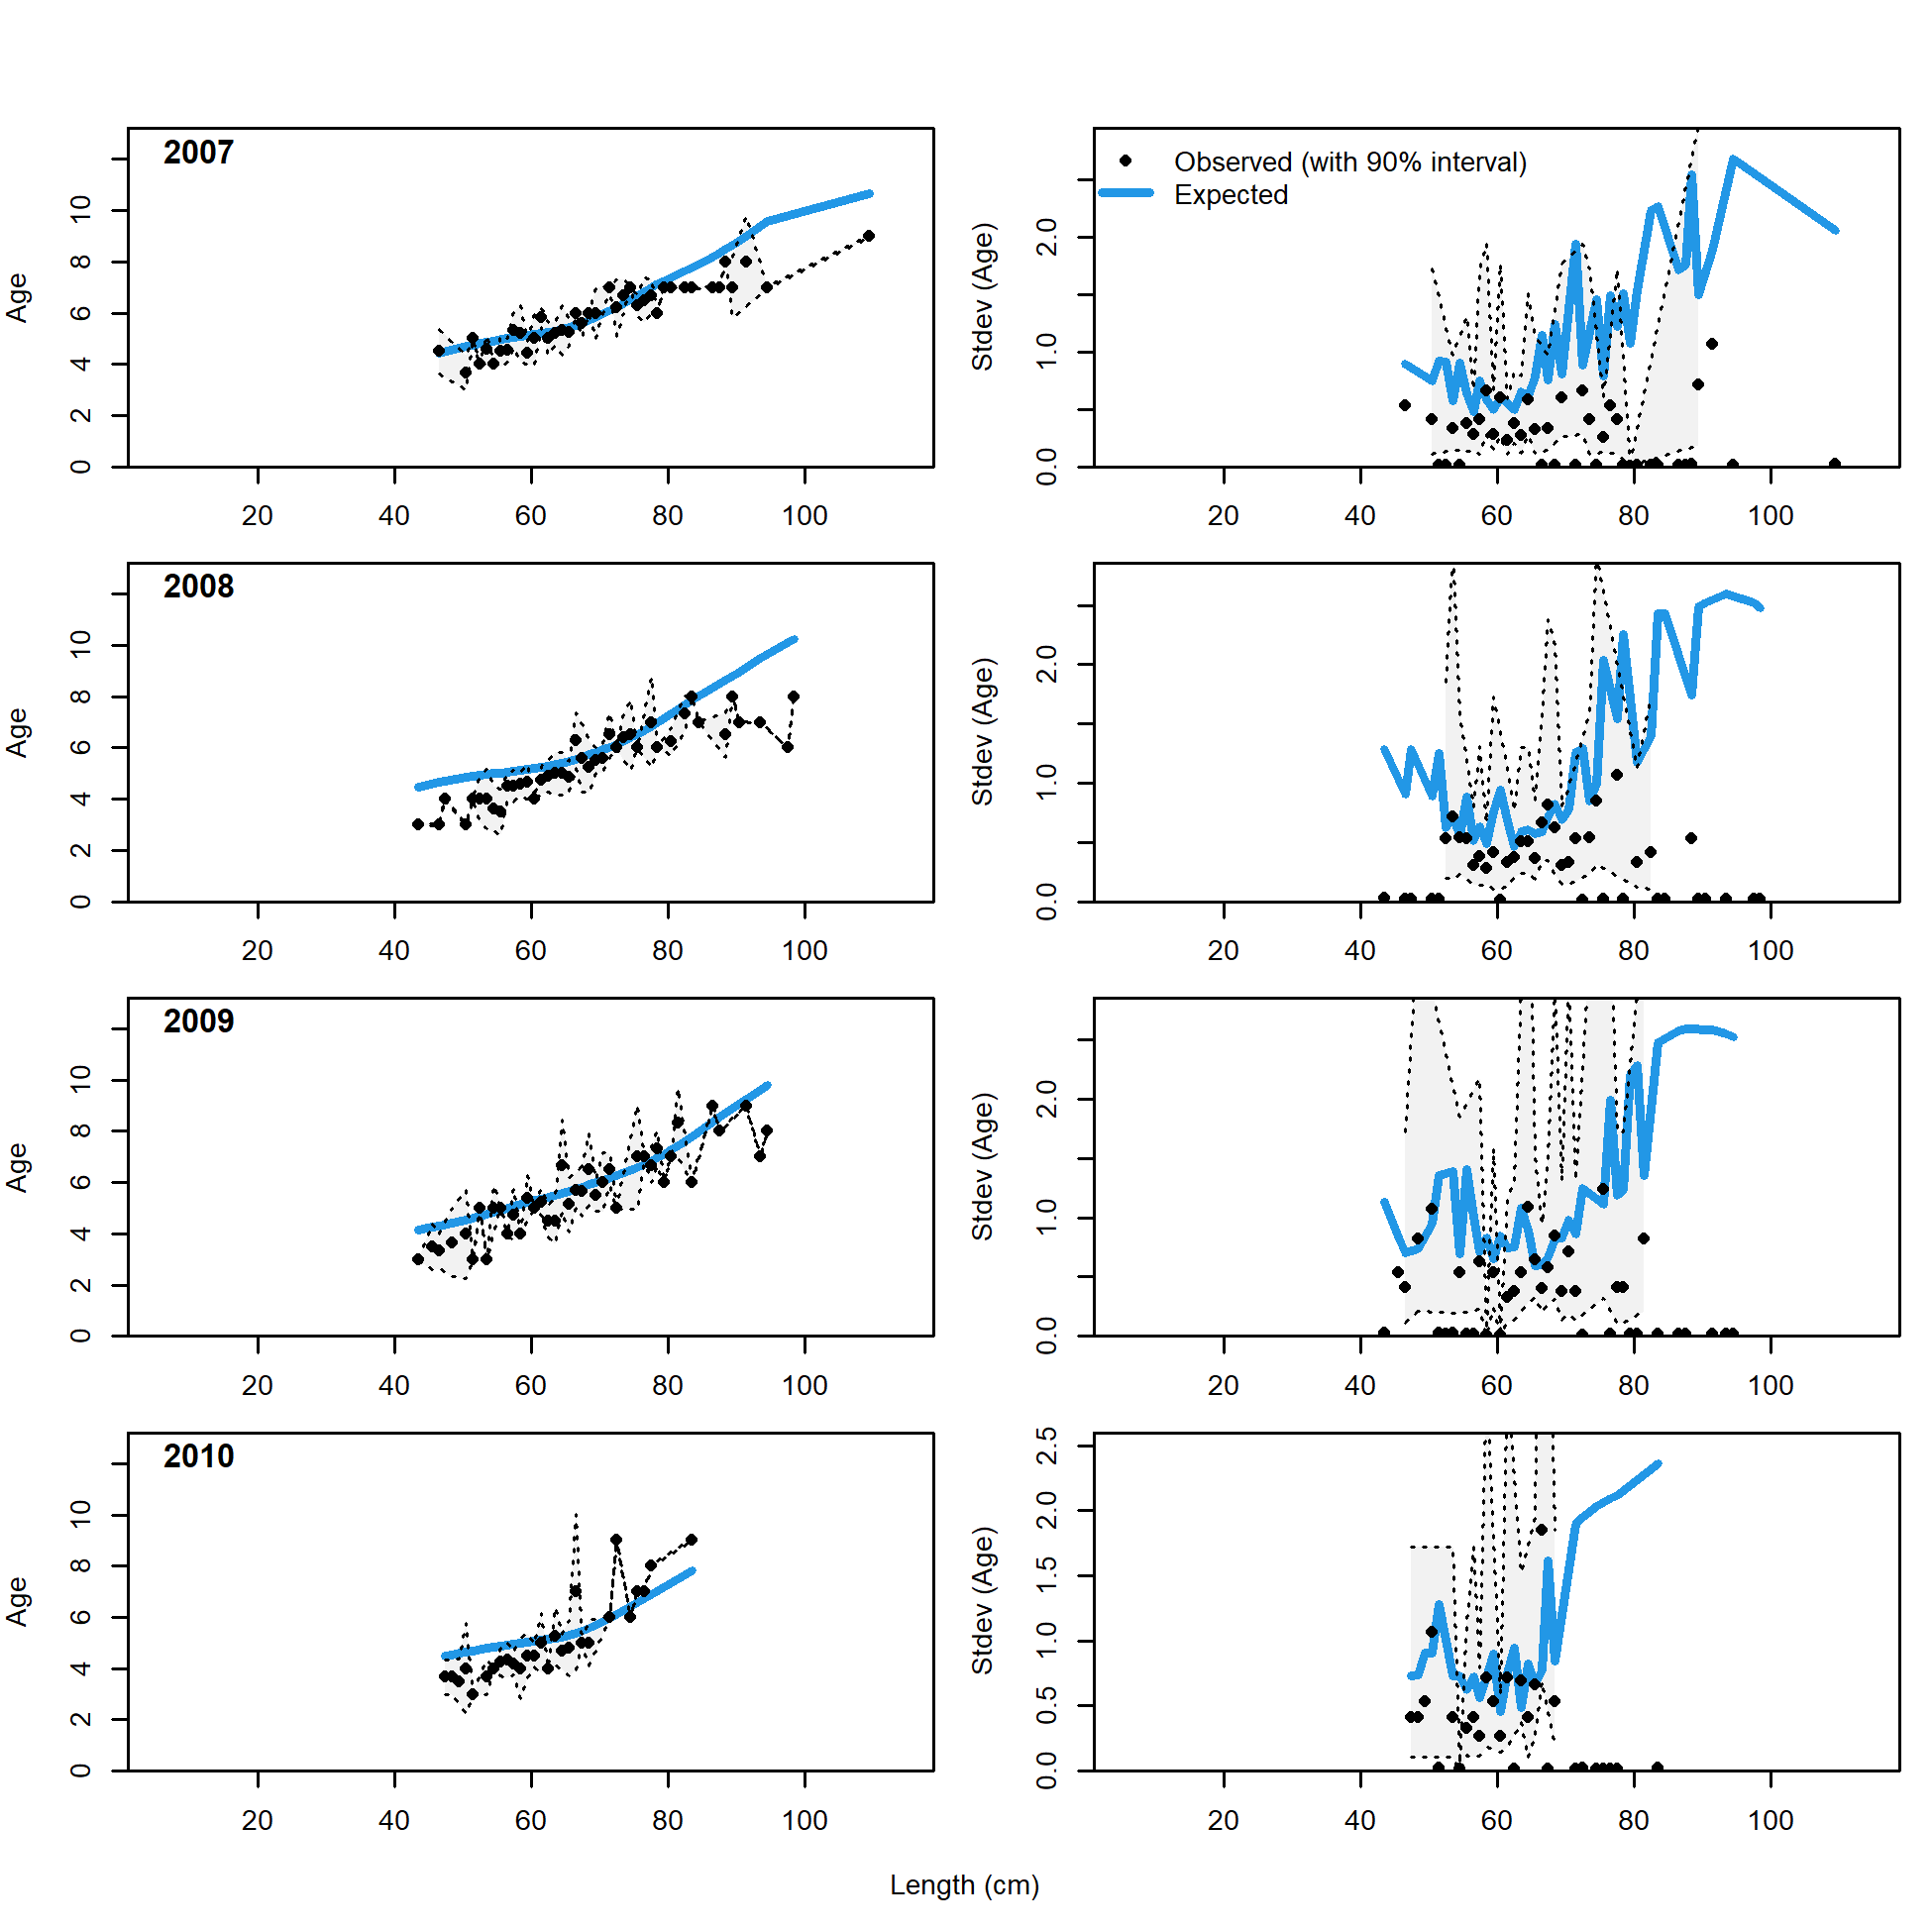 2007
Age
0 2 4 6 8 10
20 40 60 80 100
Observed (with 90% interval)
Expected
Stdev (Age)
0.0 1.0 2.0
20 40 60 80 100
2008
Age
0 2 4 6 8 10
20 40 60 80 100
Stdev (Age)
0.0 1.0 2.0
20 40 60 80 100
2009
Age
0 2 4 6 8 10
20 40 60 80 100
Stdev (Age)
0.0 1.0 2.0
20 40 60 80 100
2010
Age
0 2 4 6 8 10
20 40 60 80 100
Stdev (Age)
0.0 0.5 1.0 1.5 2.0 2.5
20 40 60 80 100
Length (cm)